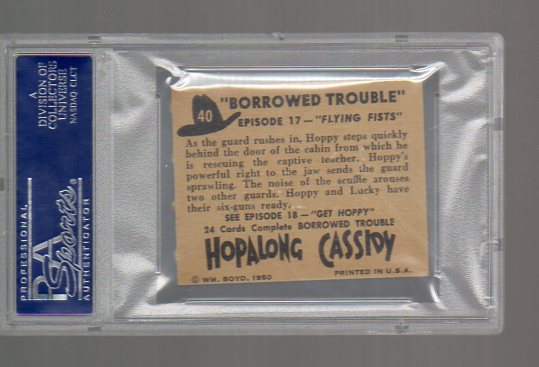 A
DIVISION OF
COLLECTORS
UNIVERSE
NASDAQ: CLCT
PROFESSIONAL
PSA
Sports®
AUTHENTICATOR
40
"BORROWED TROUBLE"
EPISODE 17—"FLYING FISTS"
As the guard rushes in, Hoppy steps quickly
behind the door of the cabin from which he
is rescuing the captive teacher. Hoppy's
powerful right to the jaw sends the guard
sprawling. The noise of the scuffle arouses
two other guards. Hoppy and Lucky have
their six-guns ready.
SEE EPISODE 18—"GET HOPPY"
24 Cards Complete BORROWED TROUBLE
HOPALONG CASSIDY
© WM. BOYD, 1950
PRINTED IN U.S.A.